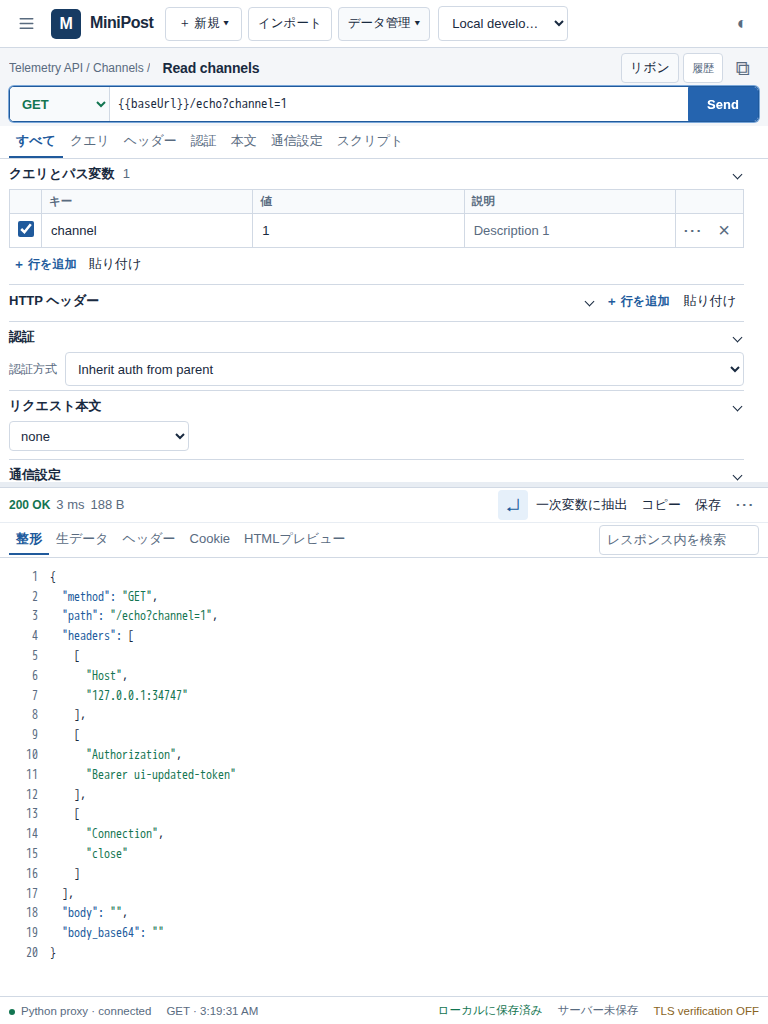 M MiniPost ＋ 新規 ▾ インポート データ管理 ▾ Local develo…
Telemetry API / Channels / Read channels リボン 履歴
GET {{baseUrl}}/echo?channel=1 Send
すべて クエリ ヘッダー 認証 本文 通信設定 スクリプト
クエリとパス変数 1
キー 値 説明
channel 1 Description 1 ··· ×
＋ 行を追加 貼り付け
HTTP ヘッダー ＋ 行を追加 貼り付け
認証
認証方式 Inherit auth from parent
リクエスト本文
none
通信設定
200 OK 3 ms 188 B 一次変数に抽出 コピー 保存 ···
整形 生データ ヘッダー Cookie HTMLプレビュー レスポンス内を検索
1 {
2 "method": "GET",
3 "path": "/echo?channel=1",
4 "headers": [
5 [
6 "Host",
7 "127.0.0.1:34747"
8 ],
9 [
10 "Authorization",
11 "Bearer ui-updated-token"
12 ],
13 [
14 "Connection",
15 "close"
16 ]
17 ],
18 "body": "",
19 "body_base64": ""
20 }
Python proxy · connected GET · 3:19:31 AM ローカルに保存済み サーバー未保存 TLS verification OFF